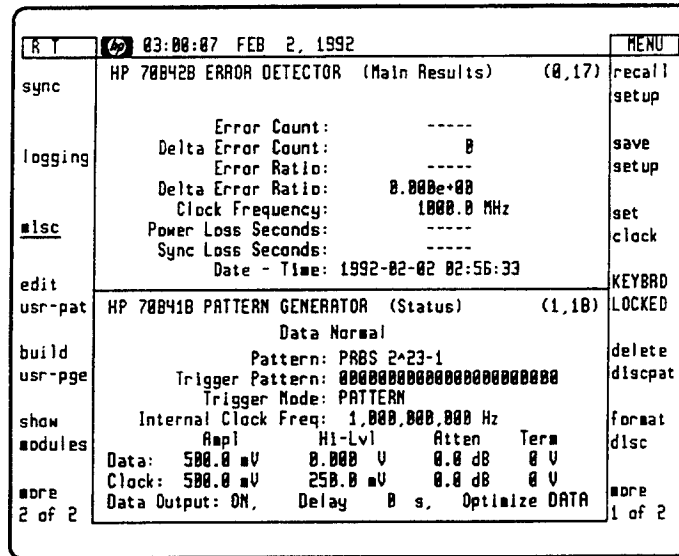 R T
hp 03:00:07 FEB 2, 1992
MENU
sync
logging
misc
edit
usr-pat
build
usr-pge
show
modules
more
2 of 2
HP 70842B ERROR DETECTOR (Main Results) (0,17)
Error Count: -----
Delta Error Count: 0
Error Ratio: -----
Delta Error Ratio: 0.000e+00
Clock Frequency: 1000.0 MHz
Power Loss Seconds: -----
Sync Loss Seconds: -----
Date - Time: 1992-02-02 02:56:33
HP 70841B PATTERN GENERATOR (Status) (1,18)
Data Normal
Pattern: PRBS 2^23-1
Trigger Pattern: 00000000000000000000000
Trigger Mode: PATTERN
Internal Clock Freq: 1,000,000,000 Hz
Ampl Hi-Lvl Atten Term
Data: 500.0 mV 0.000 V 0.0 dB 0 V
Clock: 500.0 mV 250.0 mV 0.0 dB 0 V
Data Output: ON, Delay 0 s, Optimize DATA
recall
setup
save
setup
set
clock
KEYBRD
LOCKED
delete
discpat
format
disc
more
1 of 2